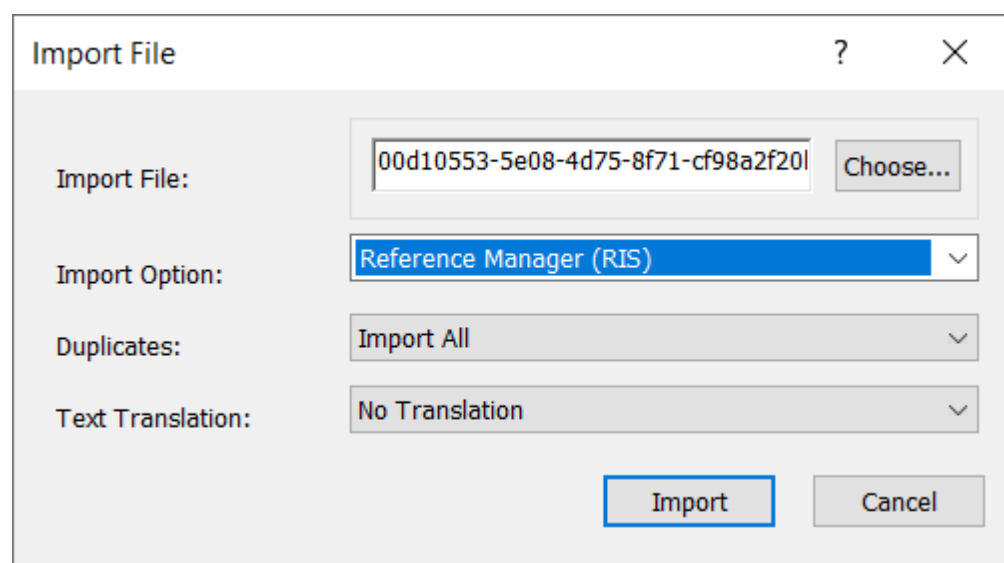 Import File
?
Import File:
00d10553-5e08-4d75-8f71-cf98a2f20
Choose...
Import Option:
Reference Manager (RIS)
Duplicates:
Import All
Text Translation:
No Translation
Import
Cancel